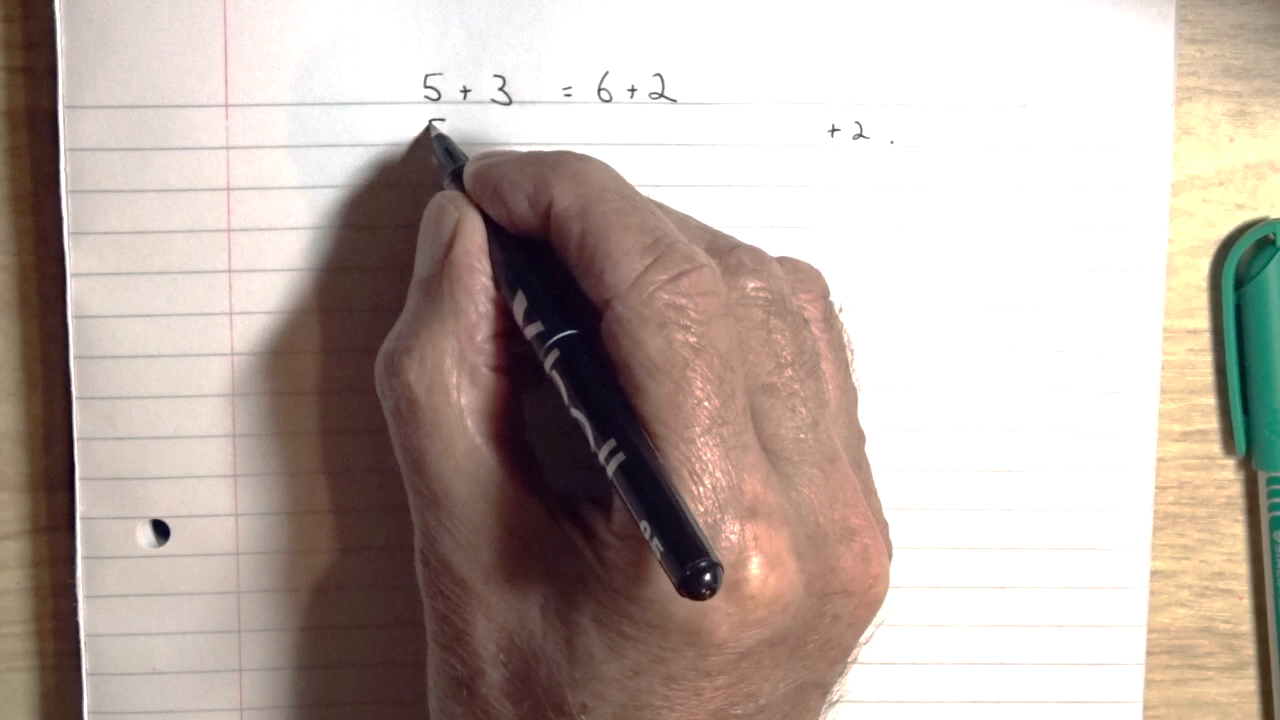 5 + 3 = 6 + 2
+ 2 .